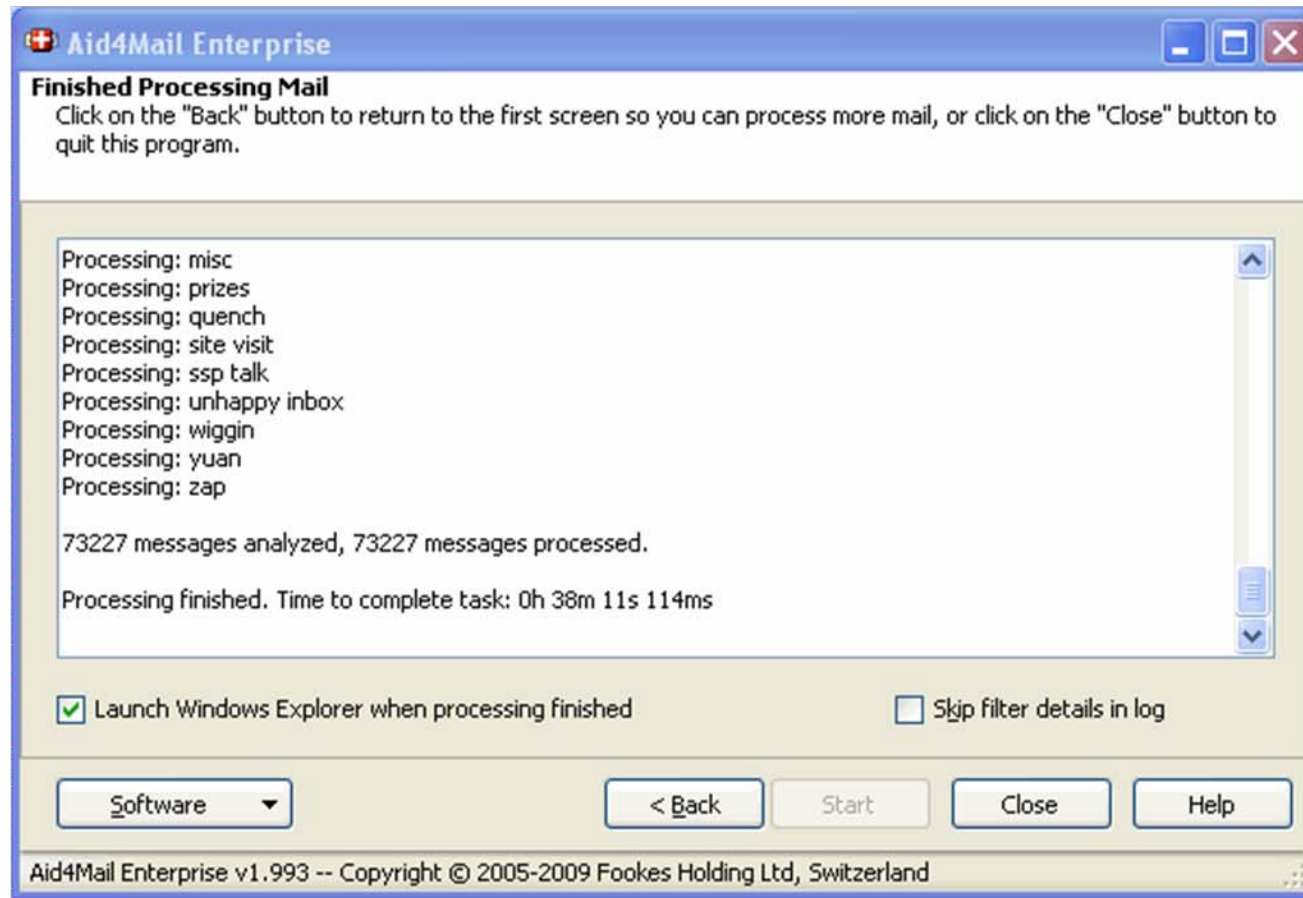 Aid4Mail Enterprise
Finished Processing Mail
Click on the "Back" button to return to the first screen so you can process more mail, or click on the "Close" button to
quit this program.
Processing: misc
Processing: prizes
Processing: quench
Processing: site visit
Processing: ssp talk
Processing: unhappy inbox
Processing: wiggin
Processing: yuan
Processing: zap
73227 messages analyzed, 73227 messages processed.
Processing finished. Time to complete task: 0h 38m 11s 114ms
Launch Windows Explorer when processing finished
Skip filter details in log
Software
< Back
Start
Close
Help
Aid4Mail Enterprise v1.993 -- Copyright © 2005-2009 Fookes Holding Ltd, Switzerland